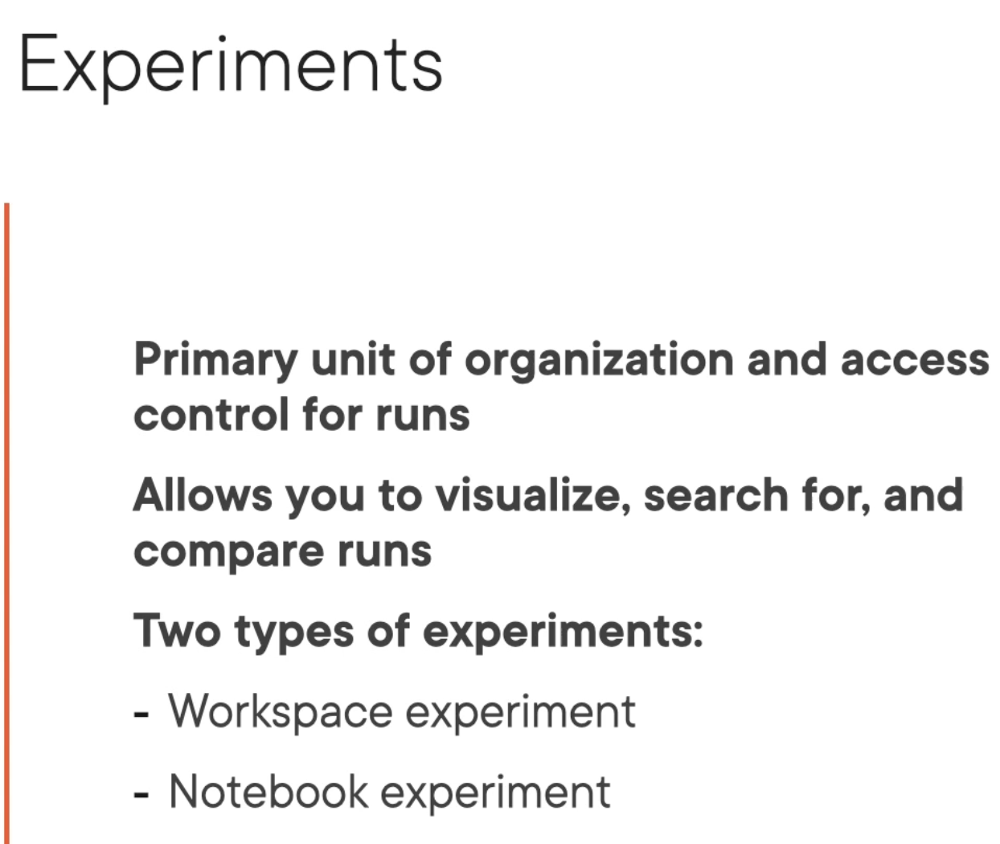 Experiments
Primary unit of organization and access
control for runs
Allows you to visualize, search for, and
compare runs
Two types of experiments:
- Workspace experiment
- Notebook experiment